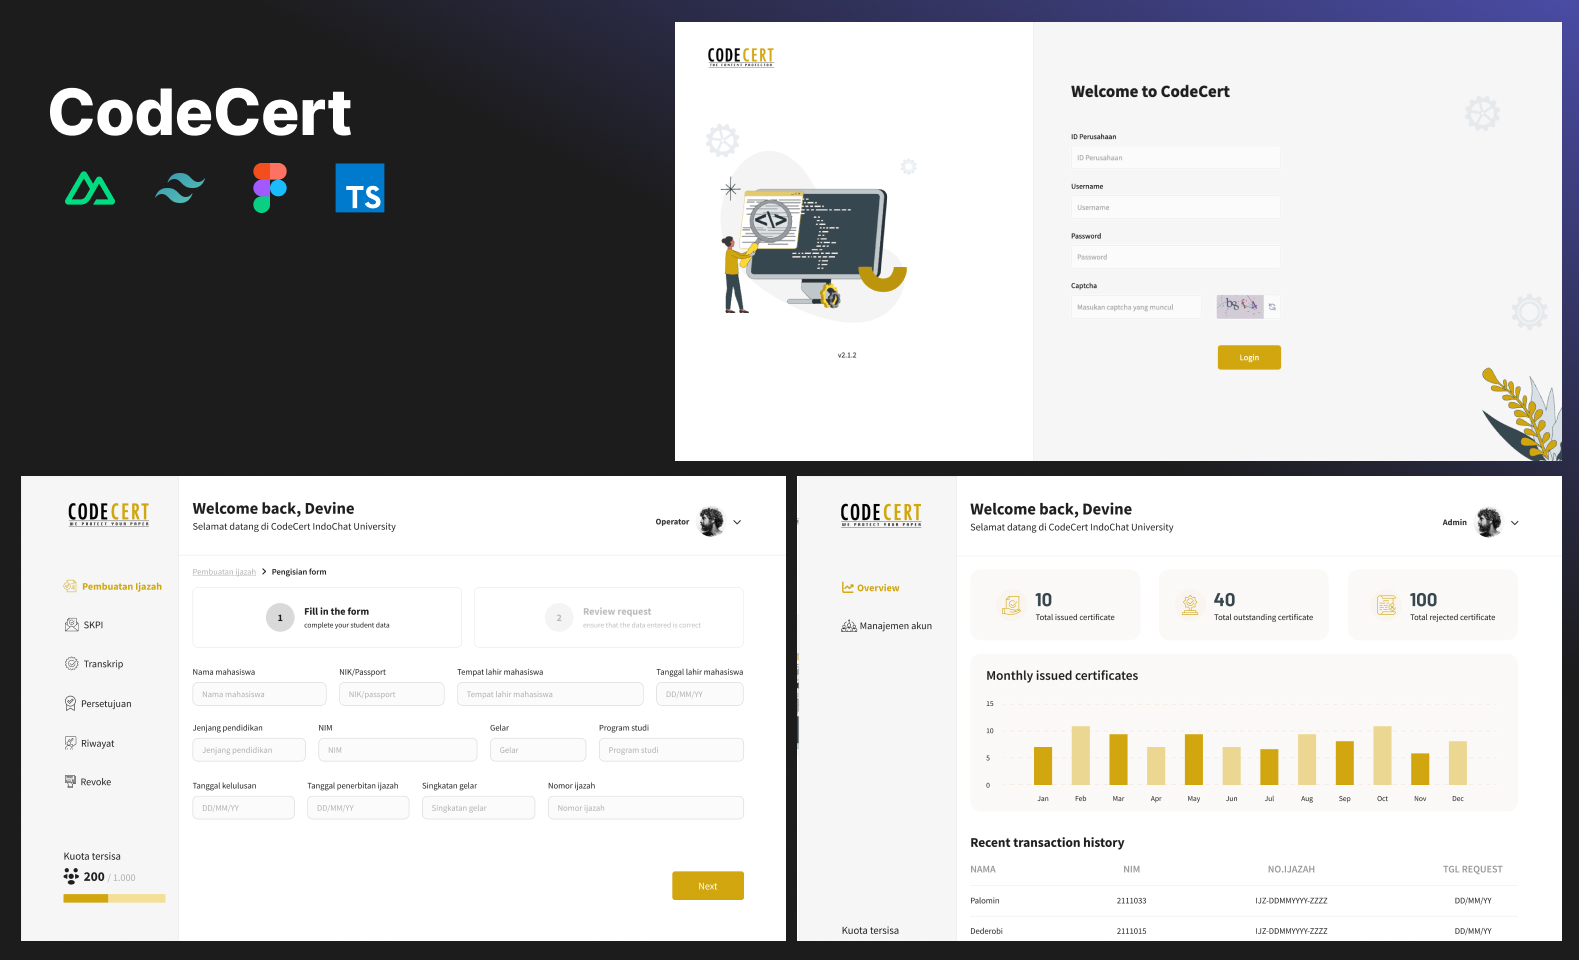 CodeCert
TS
CODECERT
THE CONTENT PROTECTOR
v2.1.2
Welcome to CodeCert
ID Perusahaan
ID Perusahaan
Username
Username
Password
Password
Captcha
Masukan captcha yang muncul
Login
CODECERT
WE PROTECT YOUR PAPER
Pembuatan Ijazah
SKPI
Transkrip
Persetujuan
Riwayat
Revoke
Kuota tersisa
200 / 1.000
Welcome back, Devine
Selamat datang di CodeCert IndoChat University
Operator
Pembuatan ijazah > Pengisian form
1 Fill in the form
complete your student data
2 Review request
ensure that the data entered is correct
Nama mahasiswa NIK/Passport Tempat lahir mahasiswa Tanggal lahir mahasiswa
Nama mahasiswa NIK/passport Tempat lahir mahasiswa DD/MM/YY
Jenjang pendidikan NIM Gelar Program studi
Jenjang pendidikan NIM Gelar Program studi
Tanggal kelulusan Tanggal penerbitan ijazah Singkatan gelar Nomor ijazah
DD/MM/YY DD/MM/YY Singkatan gelar Nomor ijazah
Next
CODECERT
WE PROTECT YOUR PAPER
Overview
Manajemen akun
Kuota tersisa
Welcome back, Devine
Selamat datang di CodeCert IndoChat University
Admin
10
Total issued certificate
40
Total outstanding certificate
100
Total rejected certificate
Monthly issued certificates
15
10
5
0
Jan Feb Mar Apr May Jun Jul Aug Sep Oct Nov Dec
Recent transaction history
NAMA NIM NO.IJAZAH TGL REQUEST
Palomin 2111033 IJZ-DDMMYYYY-ZZZZ DD/MM/YY
Dederobi 2111015 IJZ-DDMMYYYY-ZZZZ DD/MM/YY